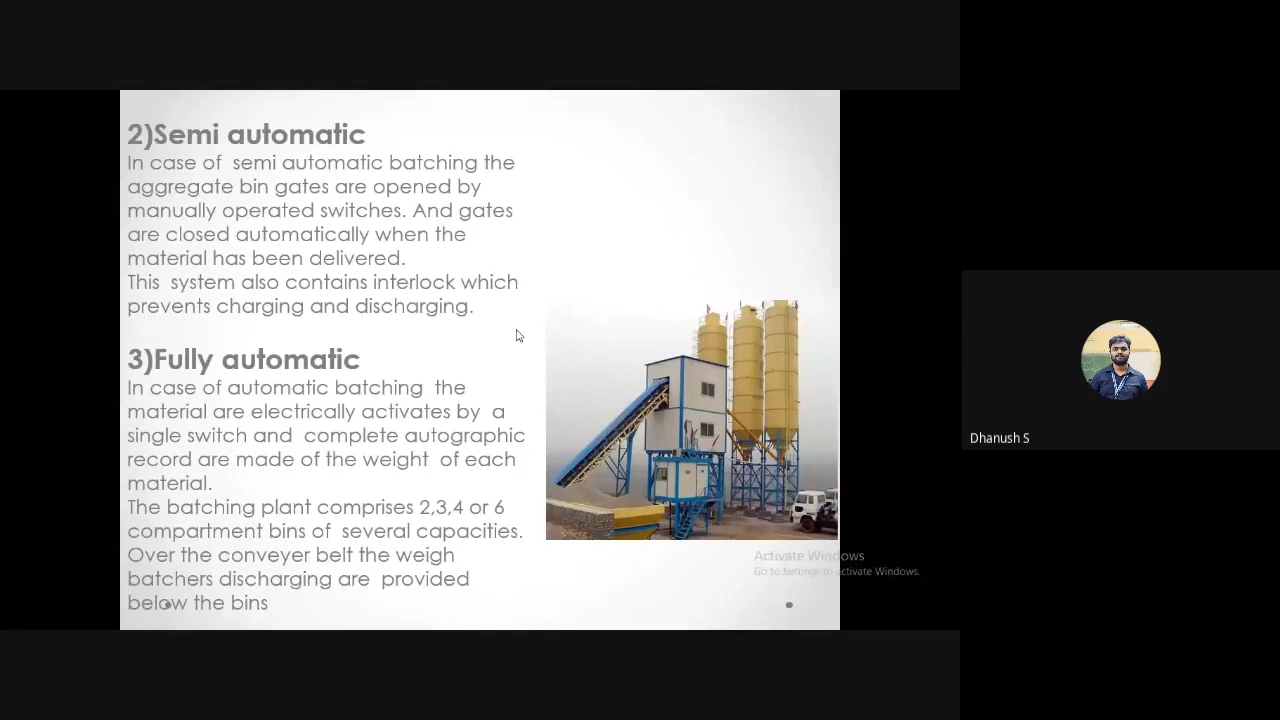 2)Semi automatic
In case of semi automatic batching the
aggregate bin gates are opened by
manually operated switches. And gates
are closed automatically when the
material has been delivered.
This system also contains interlock which
prevents charging and discharging.
3)Fully automatic
In case of automatic batching the
material are electrically activates by a
single switch and complete autographic
record are made of the weight of each
material.
The batching plant comprises 2,3,4 or 6
compartment bins of several capacities.
Over the conveyer belt the weigh
batchers discharging are provided
below the bins
Activate Windows
Go to Settings to activate Windows.
Dhanush S